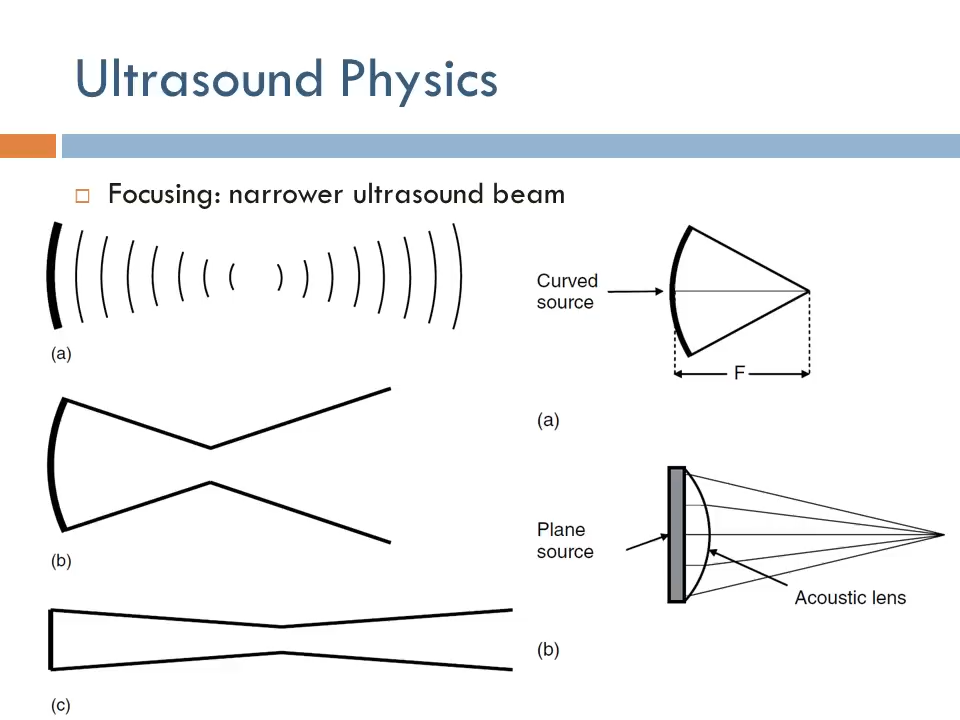 Ultrasound Physics
Focusing: narrower ultrasound beam
(a)
(b)
(c)
Curved
source
F
(a)
Plane
source
Acoustic lens
(b)